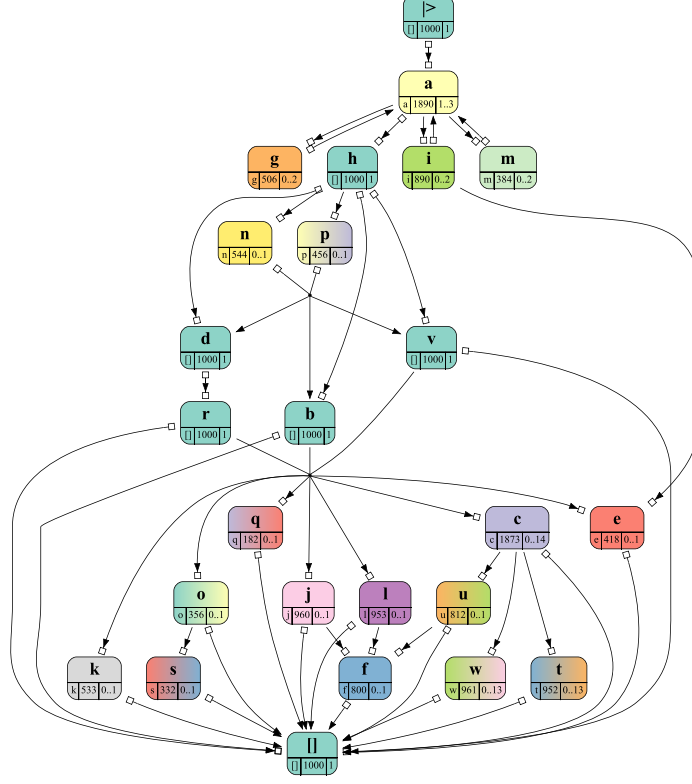 |>
[] 1000 1
a
a 1890 1..3
g
g 506 0..2
h
[] 1000 1
i
i 890 0..2
m
m 384 0..2
n
n 544 0..1
p
p 456 0..1
d
[] 1000 1
v
[] 1000 1
r
[] 1000 1
b
[] 1000 1
q
q 182 0..1
c
c 1873 0..14
e
e 418 0..1
o
o 356 0..1
j
j 960 0..1
l
l 953 0..1
u
u 812 0..1
k
k 533 0..1
s
s 332 0..1
f
f 800 0..1
w
w 961 0..13
t
t 952 0..13
[]
[] 1000 1